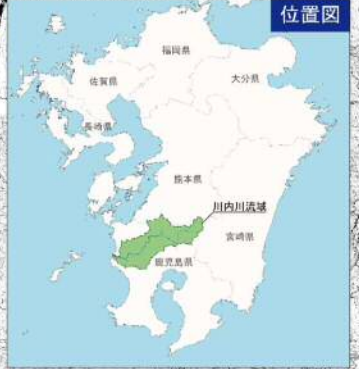 位置図
福岡県
佐賀県
大分県
長崎県
熊本県
川内川流域
宮崎県
鹿児島県